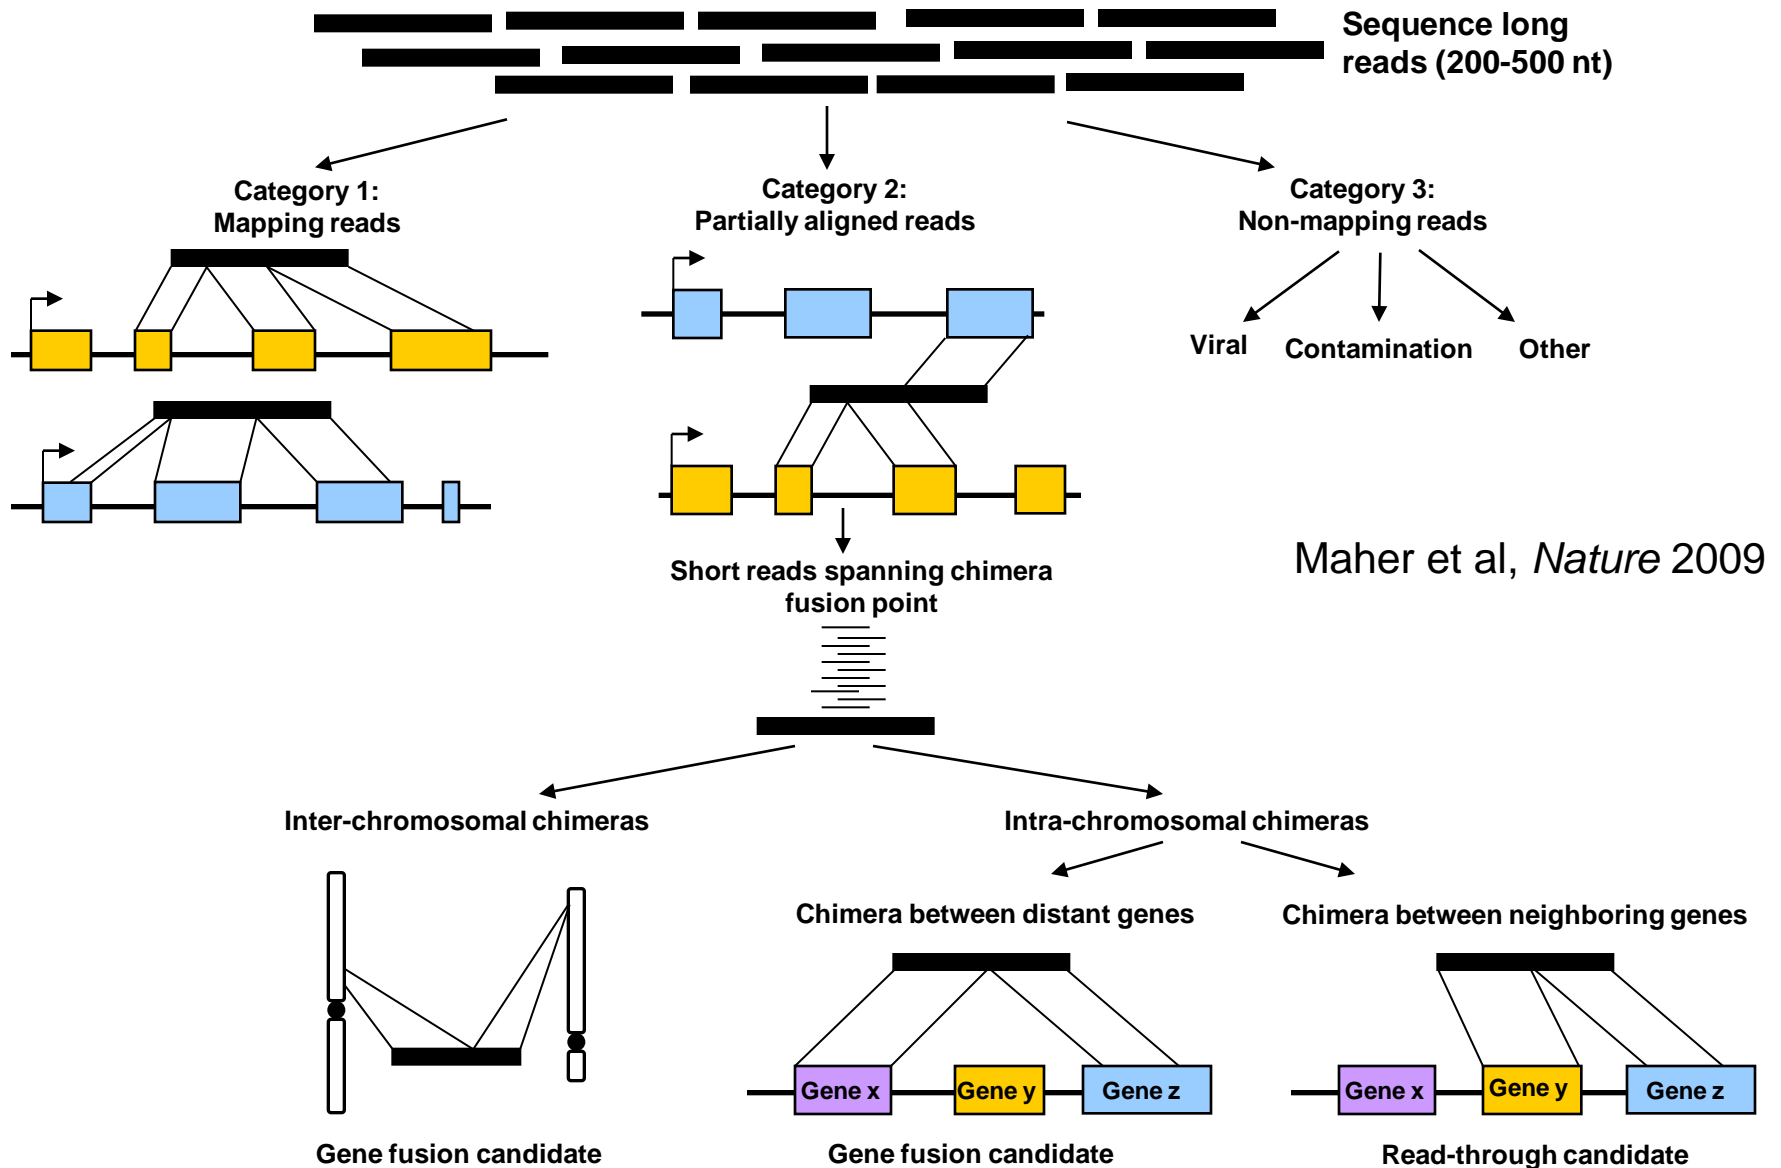 Sequence long
reads (200-500 nt)
Category 1:
Mapping reads
Category 2:
Partially aligned reads
Category 3:
Non-mapping reads
Viral
Contamination
Other
Maher et al, Nature 2009
Short reads spanning chimera
fusion point
Inter-chromosomal chimeras
Intra-chromosomal chimeras
Chimera between distant genes
Chimera between neighboring genes
Gene x
Gene y
Gene z
Gene x
Gene y
Gene z
Gene fusion candidate
Gene fusion candidate
Read-through candidate